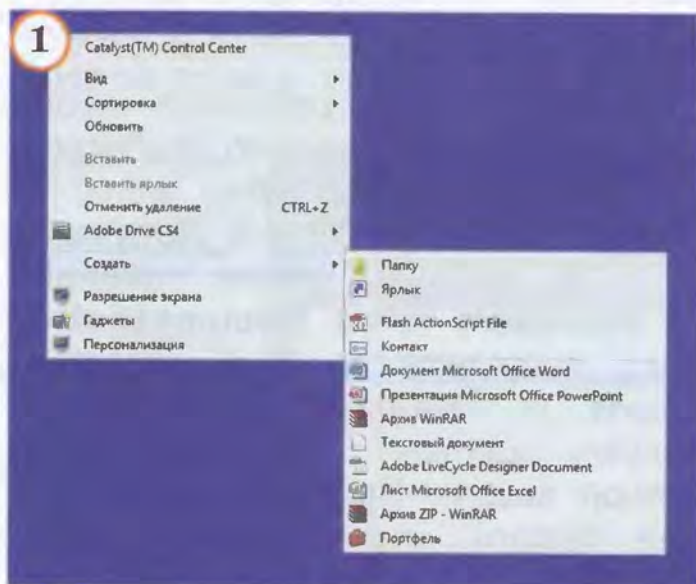 1
Catalyst(TM) Control Center
Вид
Сортировка
Обновить
Вставить
Вставить ярлык
Отменить удаление CTRL+Z
Adobe Drive CS4
Создать
Разрешение экрана
Гаджеты
Персонализация
Папку
Ярлык
Flash ActionScript File
Контакт
Документ Microsoft Office Word
Презентация Microsoft Office PowerPoint
Архив WinRAR
Текстовый документ
Adobe LiveCycle Designer Document
Лист Microsoft Office Excel
Архив ZIP - WinRAR
Портфель